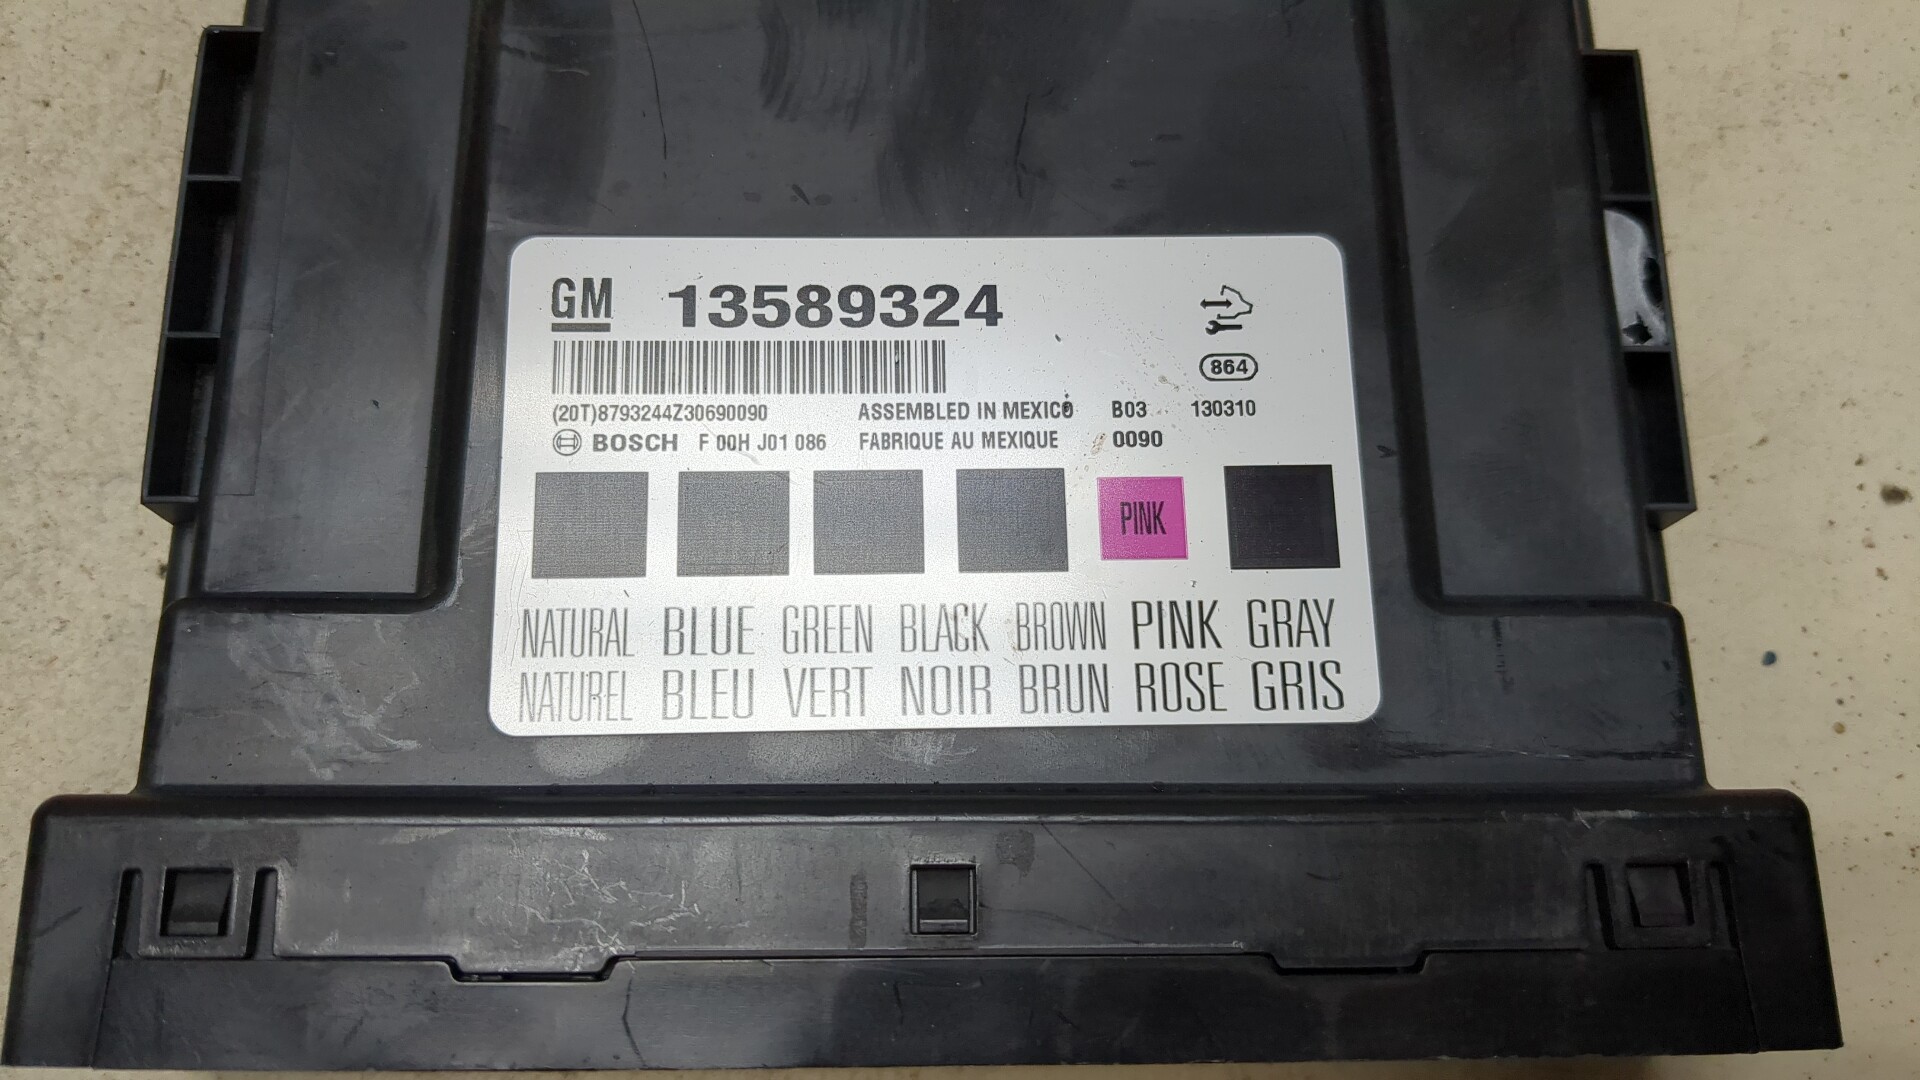 GM 13589324
864
(20T)8793244Z30690090 ASSEMBLED IN MEXICO B03 130310
BOSCH F 00H J01 086 FABRIQUE AU MEXIQUE 0090
PINK
NATURAL BLUE GREEN BLACK BROWN PINK GRAY
NATUREL BLEU VERT NOIR BRUN ROSE GRIS